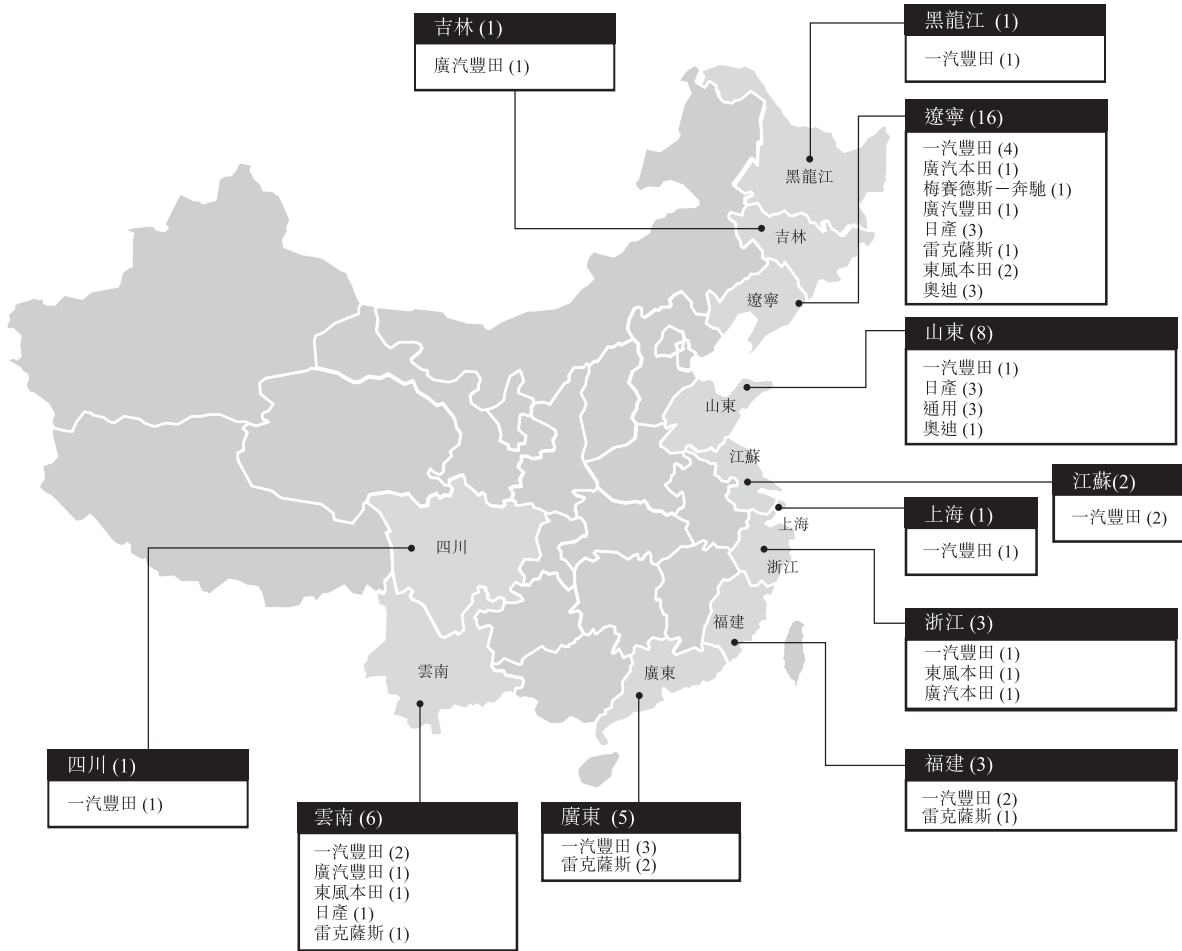 吉林 (1)
廣汽豐田 (1)
黑龍江 (1)
一汽豐田 (1)
遼寧 (16)
一汽豐田 (4)
廣汽本田 (1)
梅賽德斯－奔馳 (1)
廣汽豐田 (1)
日產 (3)
雷克薩斯 (1)
東風本田 (2)
奧迪 (3)
山東 (8)
一汽豐田 (1)
日產 (3)
通用 (3)
奧迪 (1)
江蘇(2)
一汽豐田 (2)
上海 (1)
一汽豐田 (1)
浙江 (3)
一汽豐田 (1)
東風本田 (1)
廣汽本田 (1)
福建 (3)
一汽豐田 (2)
雷克薩斯 (1)
黑龍江
吉林
遼寧
山東
江蘇
上海
四川
浙江
福建
雲南
廣東
四川 (1)
一汽豐田 (1)
雲南 (6)
一汽豐田 (2)
廣汽豐田 (1)
東風本田 (1)
日產 (1)
雷克薩斯 (1)
廣東 (5)
一汽豐田 (3)
雷克薩斯 (2)